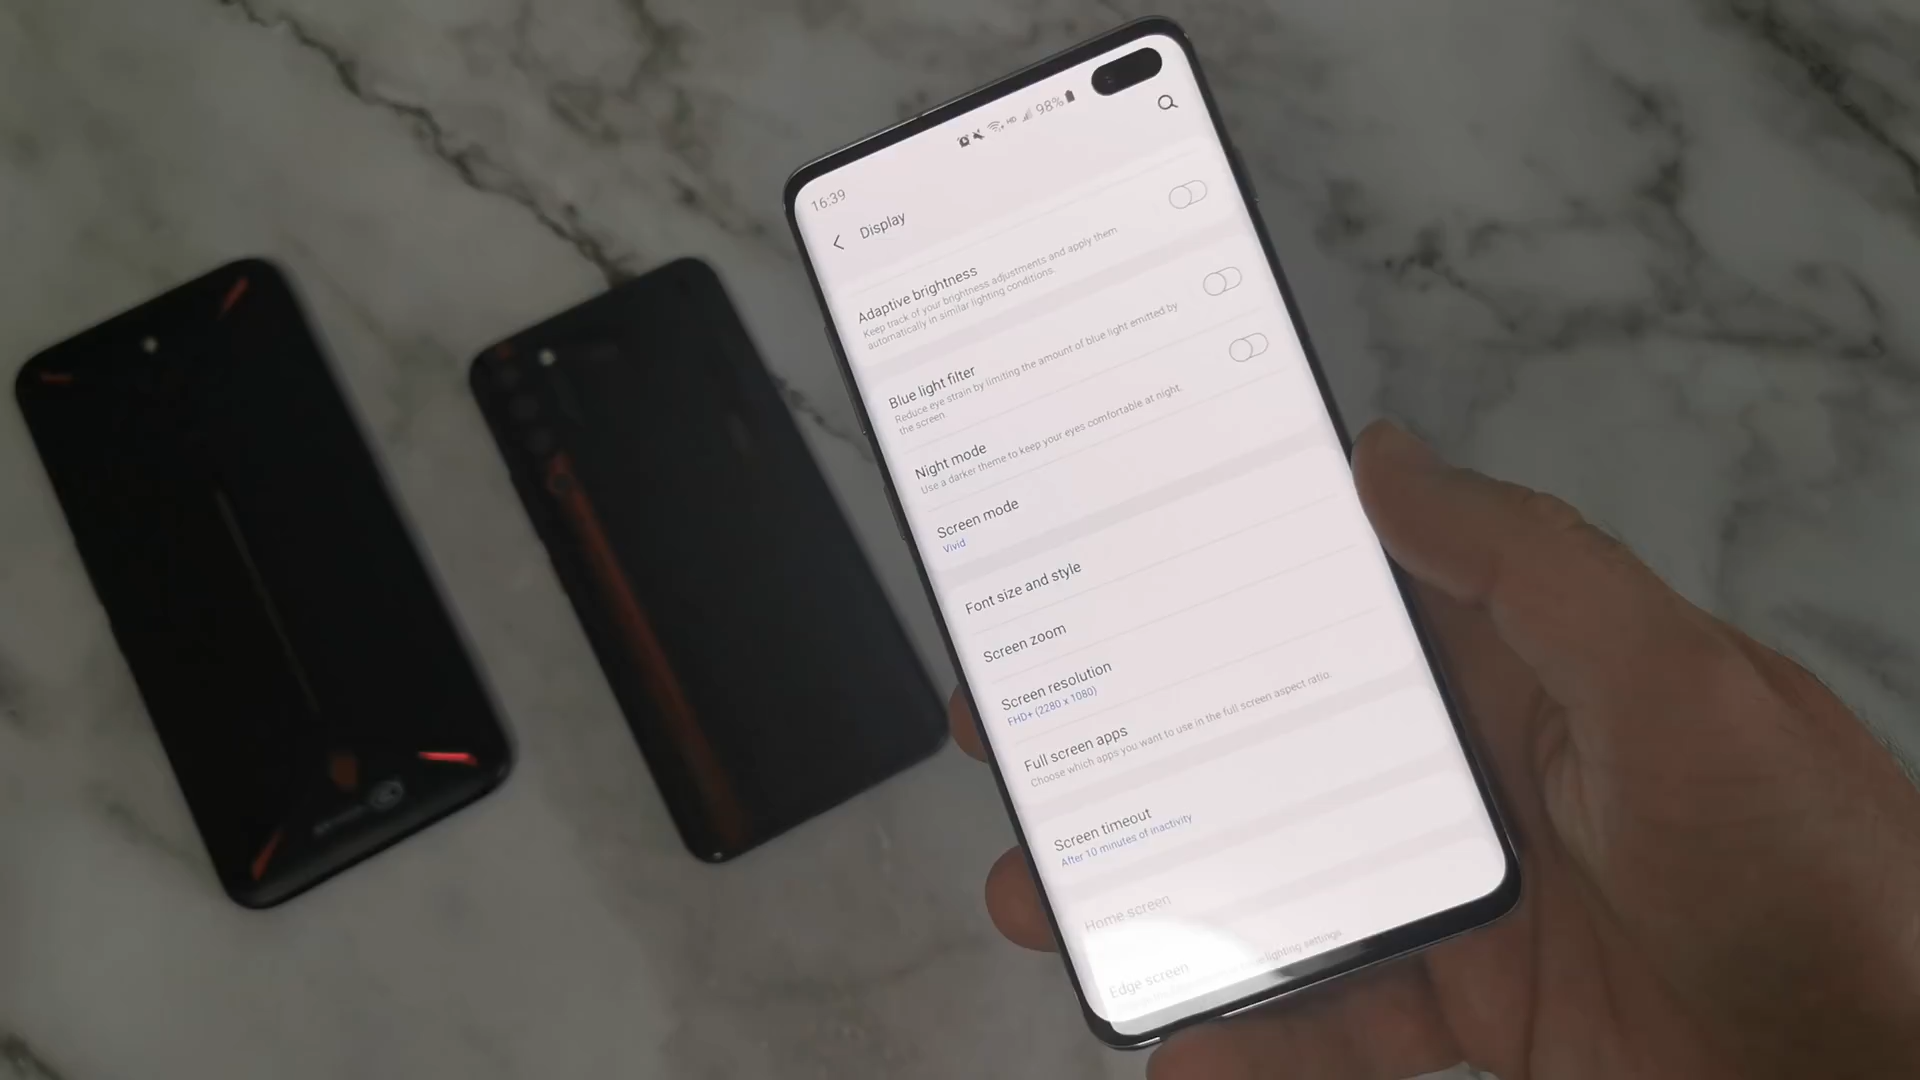 16:39
HD 98%
Display
Adaptive brightness
Keep track of your brightness adjustments and apply them
automatically in similar lighting conditions.
Blue light filter
Reduce eye strain by limiting the amount of blue light emitted by
the screen.
Night mode
Use a darker theme to keep your eyes comfortable at night.
Screen mode
Vivid
Font size and style
Screen zoom
Screen resolution
FHD+ (2280 x 1080)
Full screen apps
Choose which apps you want to use in the full screen aspect ratio.
Screen timeout
After 10 minutes of inactivity
Home screen
Edge screen
lighting settings.